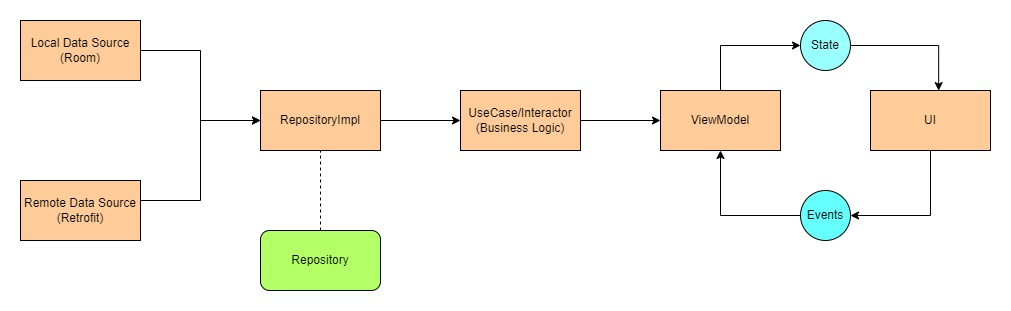 Local Data Source
(Room)
RepositoryImpl
UseCase/Interactor
(Business Logic)
ViewModel
State
UI
Events
Remote Data Source
(Retrofit)
Repository